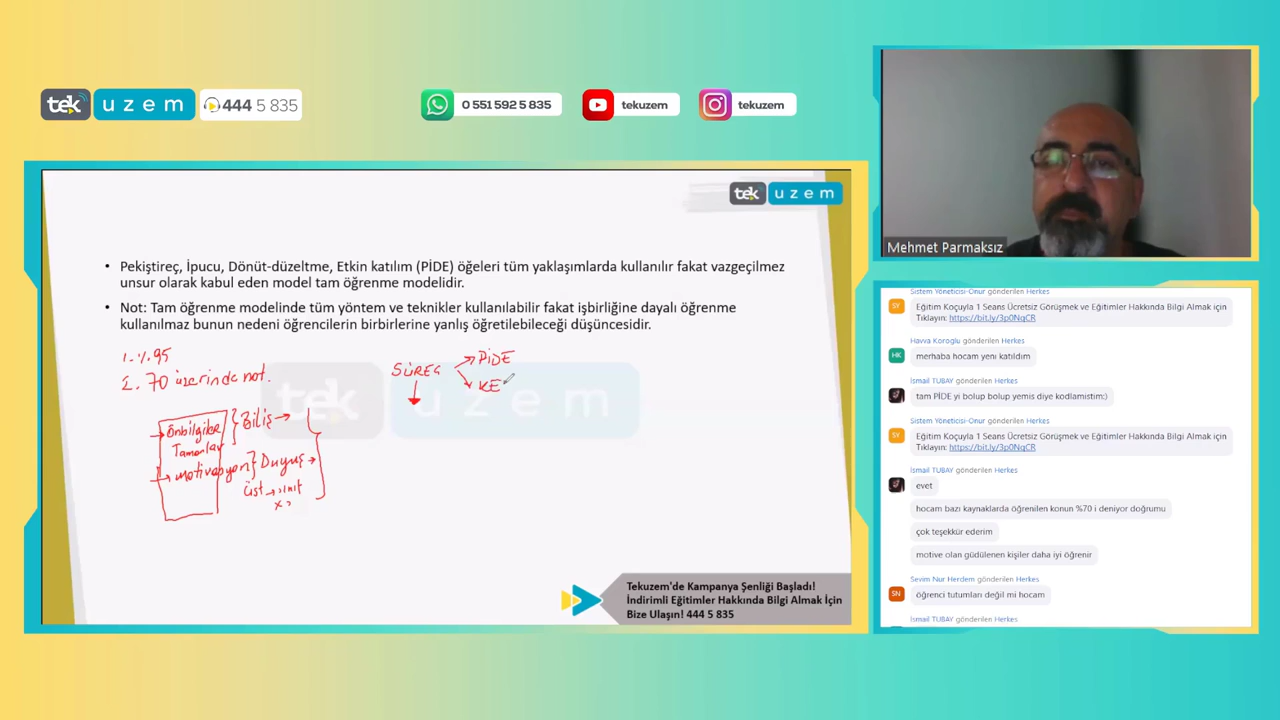 tek uzem 444 5 835
0 551 592 5 835
tekuzem
tekuzem
tek uzem
• Pekiştireç, İpucu, Dönüt-düzeltme, Etkin katılım (PİDE) öğeleri tüm yaklaşımlarda kullanılır fakat vazgeçilmez
unsur olarak kabul eden model tam öğrenme modelidir.
• Not: Tam öğrenme modelinde tüm yöntem ve teknikler kullanılabilir fakat işbirliğine dayalı öğrenme
kullanılmaz bunun nedeni öğrencilerin birbirlerine yanlış öğretilebileceği düşüncesidir.
1. % 95
2. 70 üzerinde not.
SÜREÇ
PİDE
KE
Önbilgiler
Tamamlar
motivasyon
Biliş
Duyuş
Üst → sınıf
tek uzem
Tekuzem'de Kampanya Şenliği Başladı!
İndirimli Eğitimler Hakkında Bilgi Almak İçin
Bize Ulaşın! 444 5 835
Mehmet Parmaksız
Sistem Yöneticisi-Onur gönderilen Herkes
SY
Eğitim Koçuyla 1 Seans Ücretsiz Görüşmek ve Eğitimler Hakkında Bilgi Almak için
Tıklayın: https://bit.ly/3p0NqCR
Havva Koroglu gönderilen Herkes
HK
merhaba hocam yeni katıldım
İsmail TUBAY gönderilen Herkes
tam PİDE yi bolup bolup yemis diye kodlamistim:)
Sistem Yöneticisi-Onur gönderilen Herkes
SY
Eğitim Koçuyla 1 Seans Ücretsiz Görüşmek ve Eğitimler Hakkında Bilgi Almak için
Tıklayın: https://bit.ly/3p0NqCR
İsmail TUBAY gönderilen Herkes
evet
hocam bazı kaynaklarda öğrenilen konun %70 i deniyor doğrumu
çok teşekkür ederim
motive olan güdülenen kişiler daha iyi öğrenir
Sevim Nur Herdem gönderilen Herkes
SN
öğrenci tutumları değil mi hocam
İsmail TUBAY gönderilen Herkes